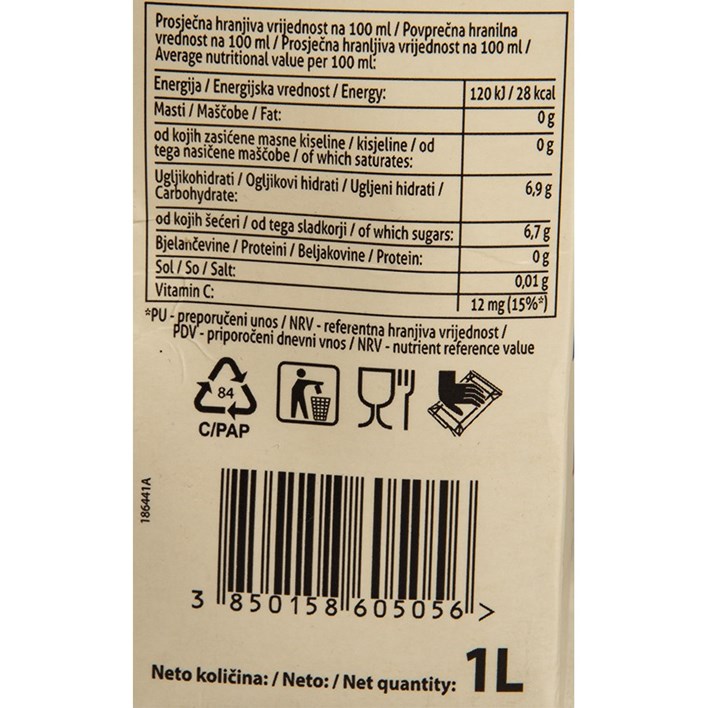 Prosječna hranjiva vrijednost na 100 ml / Povprečna hranilna
vrednost na 100 ml / Prosječna hranljiva vrijednost na 100 ml /
Average nutritional value per 100 ml:
Energija / Energijska vrednost / Energy: 120 kJ / 28 kcal
Masti / Maščobe / Fat: 0 g
od kojih zasićene masne kiseline / kisjeline / od
tega nasičene maščobe / of which saturates: 0 g
Ugljikohidrati / Ogljikovi hidrati / Ugljeni hidrati /
Carbohydrate: 6,9 g
od kojih šećeri / od tega sladkorji / of which sugars: 6,7 g
Bjelančevine / Proteini / Beljakovine / Protein: 0 g
Sol / So / Salt: 0,01 g
Vitamin C: 12 mg (15%*)
*PU - preporučeni unos / NRV - referentna hranjiva vrijednost /
PDV - priporočeni dnevni vnos / NRV - nutrient reference value
84
C/PAP
186441A
3 850158 605056 >
Neto količina: / Neto: / Net quantity: 1L